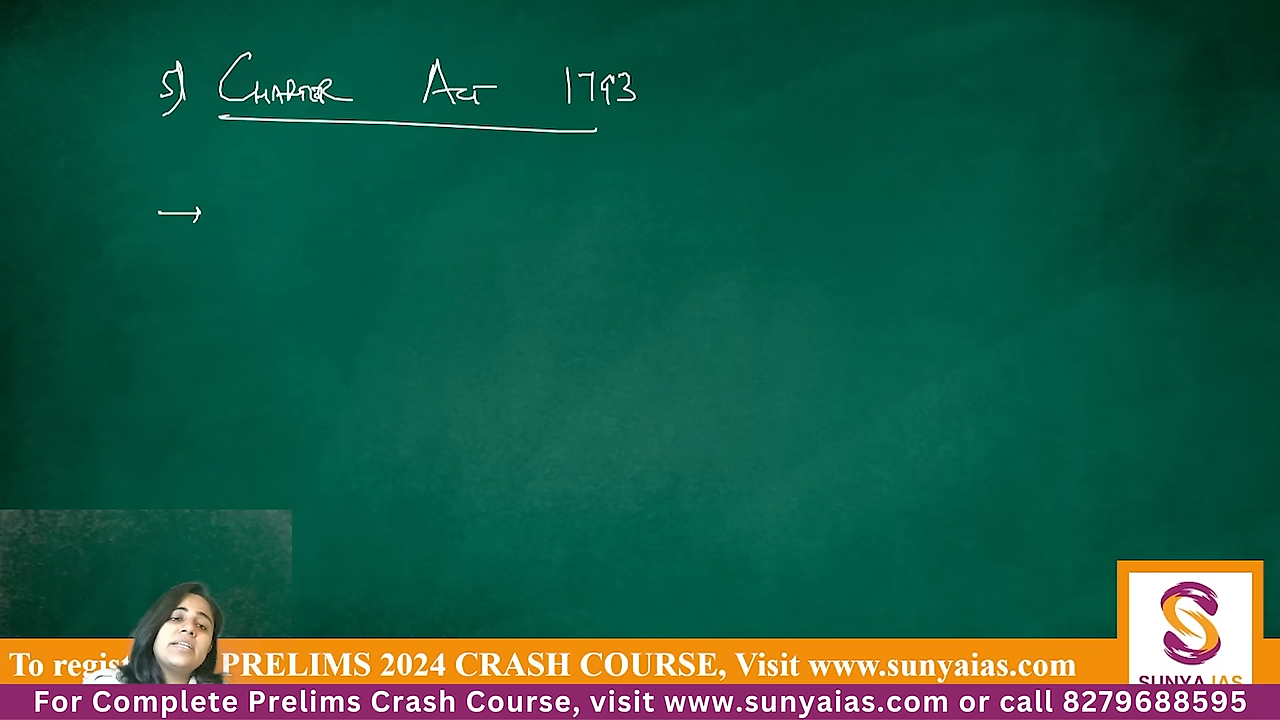 5) CHARTER ACT 1793
→
To regist PRELIMS 2024 CRASH COURSE, Visit www.sunyaias.com
SUNYA IAS
For Complete Prelims Crash Course, visit www.sunyaias.com or call 8279688595